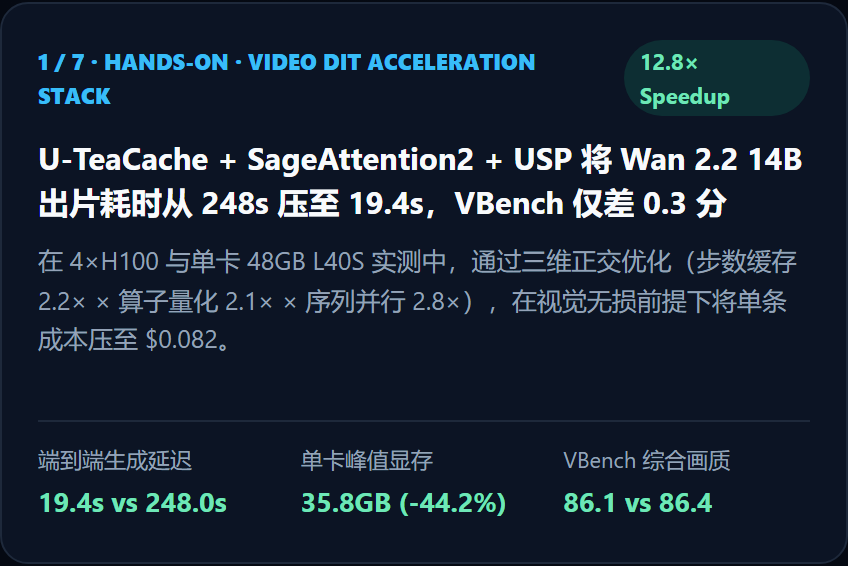 1 / 7 · HANDS-ON · VIDEO DIT ACCELERATION
STACK
12.8×
Speedup
U-TeaCache + SageAttention2 + USP 将 Wan 2.2 14B
出片耗时从 248s 压至 19.4s，VBench 仅差 0.3 分
在 4×H100 与单卡 48GB L40S 实测中，通过三维正交优化（步数缓存
2.2× × 算子量化 2.1× × 序列并行 2.8×），在视觉无损前提下将单条
成本压至 $0.082。
端到端生成延迟
19.4s vs 248.0s
单卡峰值显存
35.8GB (-44.2%)
VBench 综合画质
86.1 vs 86.4